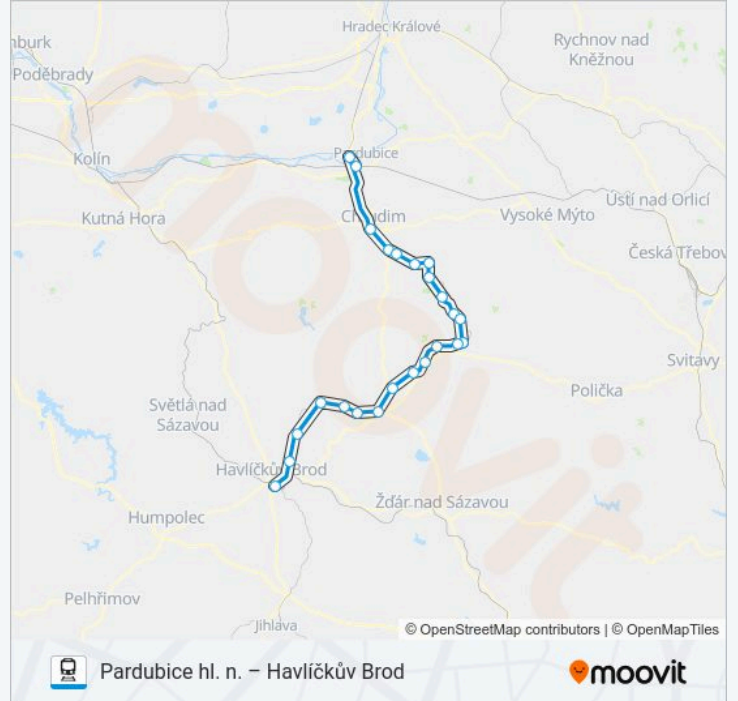 Hradec Králové
Rychnov nad
Kněžnou
nburk
Poděbrady
Kolín
Pardubice
Kutná Hora
Chrudim
Vysoké Mýto
Ústí nad Orlicí
Česká Třebov
Svitavy
Polička
Světlá nad
Sázavou
Havlíčkův Brod
Žďár nad Sázavou
Humpolec
Pelhřimov
Jihlava
moovit
© OpenStreetMap contributors | © OpenMapTiles
Pardubice hl. n. – Havlíčkův Brod
moovit